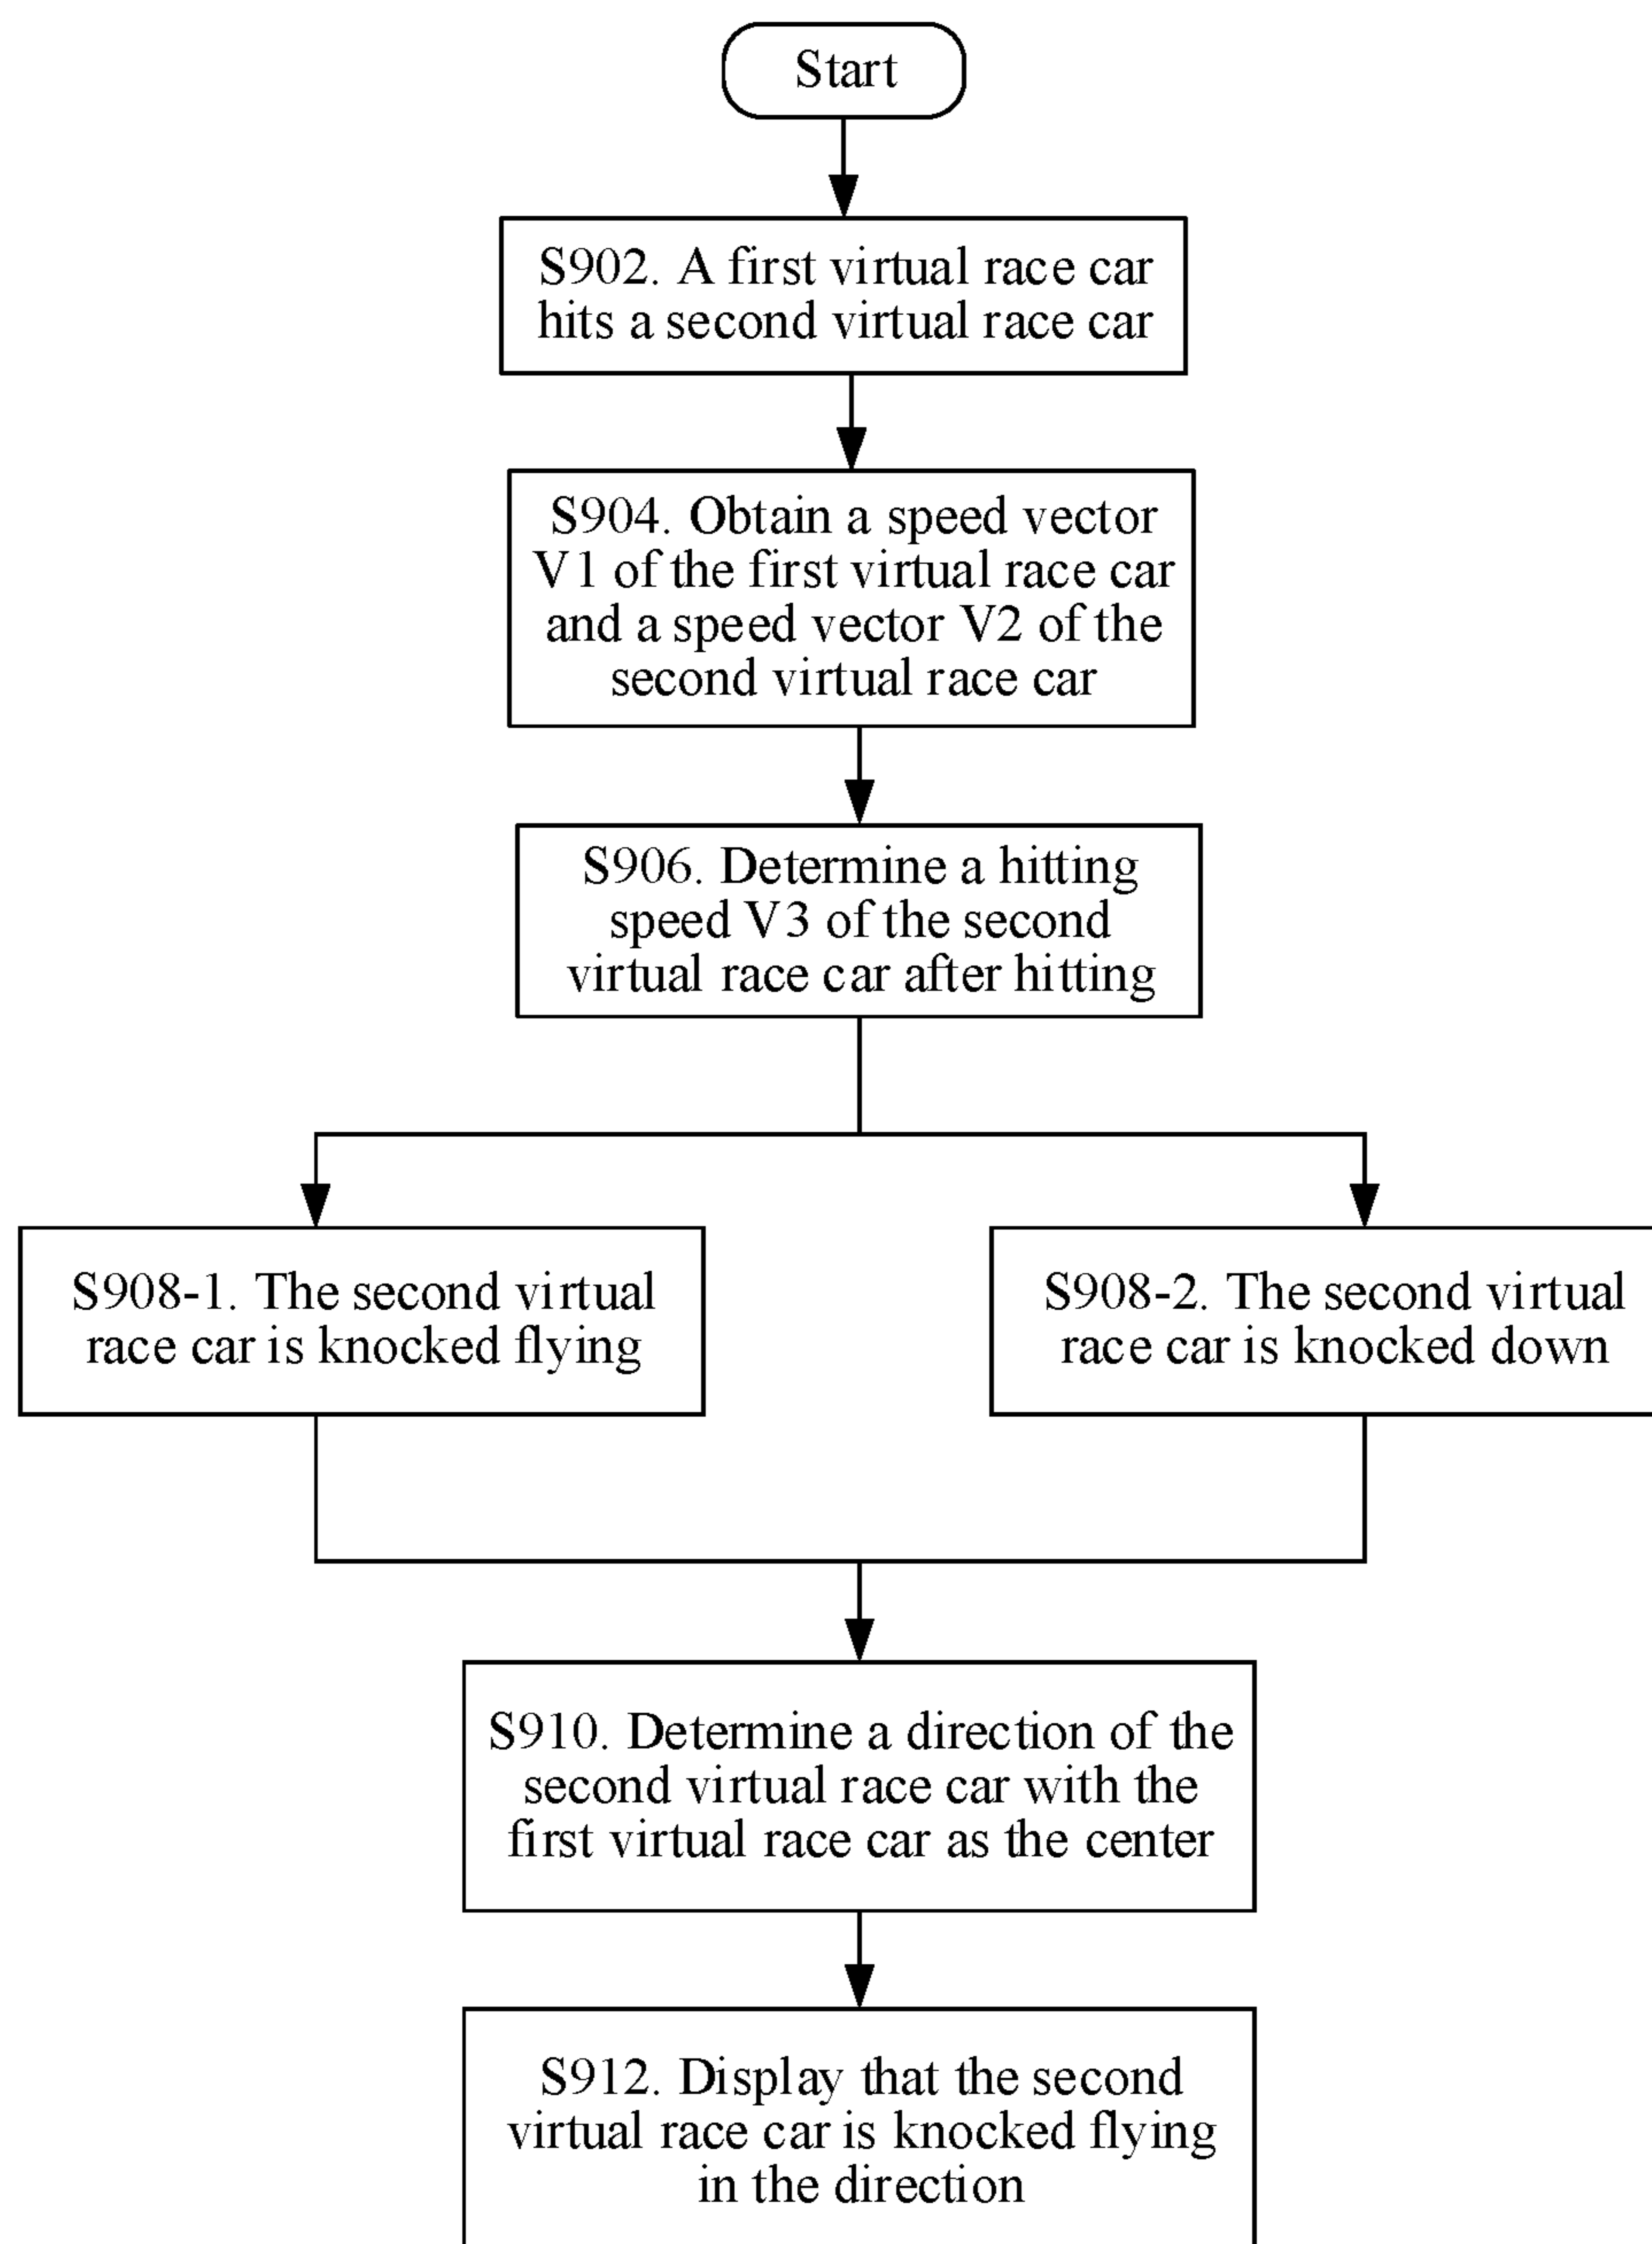 Start
S902. A first virtual race car
hits a second virtual race car
S904. Obtain a speed vector
V1 of the first virtual race car
and a speed vector V2 of the
second virtual race car
S906. Determine a hitting
speed V3 of the second
virtual race car after hitting
S908-1. The second virtual
race car is knocked flying
S908-2. The second virtual
race car is knocked down
S910. Determine a direction of the
second virtual race car with the
first virtual race car as the center
S912. Display that the second
virtual race car is knocked flying
in the direction